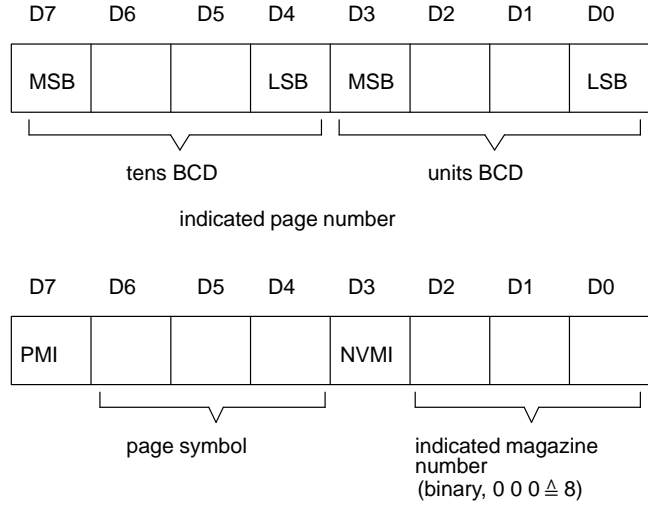 D7 D6 D5 D4 D3 D2 D1 D0
MSB LSB MSB LSB
tens BCD units BCD
indicated page number
D7 D6 D5 D4 D3 D2 D1 D0
PMI NVMI
page symbol indicated magazine
number
(binary, 0 0 0 ≙ 8)